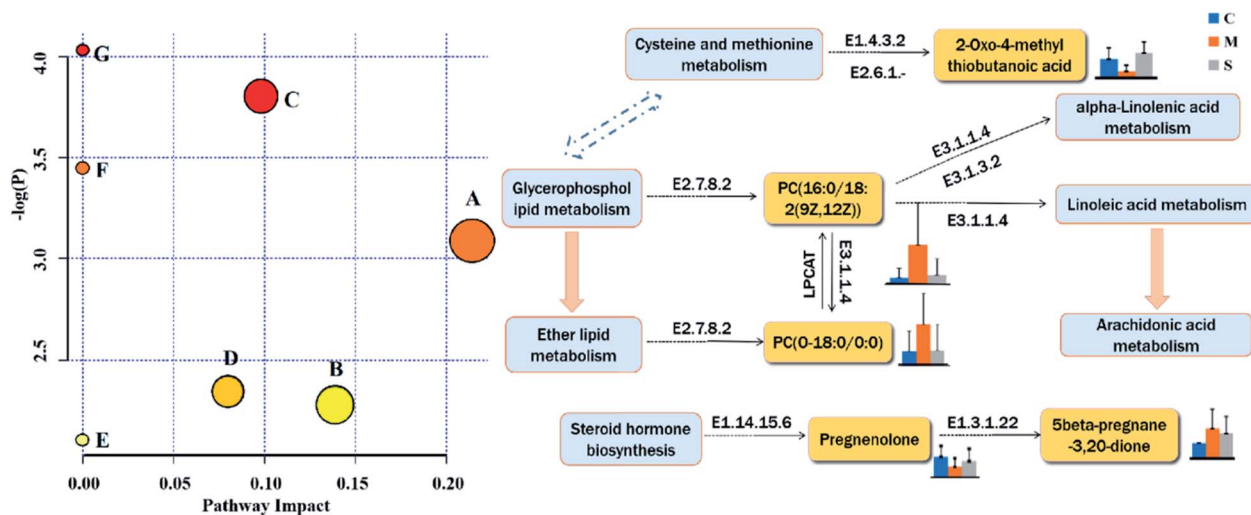 G
4.0
C
3.5
F
A
-log(P)
3.0
2.5
D
B
E
0.00 0.05 0.10 0.15 0.20
Pathway Impact
C
M
S
Cysteine and methionine
metabolism
E1.4.3.2
E2.6.1.-
2-Oxo-4-methyl
thiobutanoic acid
alpha-Linolenic acid
metabolism
E3.1.1.4
E3.1.3.2
Glycerophosphol
ipid metabolism
E2.7.8.2
PC(16:0/18:
2(9Z,12Z))
E3.1.1.4
Linoleic acid metabolism
LPCAT
E3.1.1.4
Ether lipid
metabolism
E2.7.8.2
PC(O-18:0/0:0)
Arachidonic acid
metabolism
Steroid hormone
biosynthesis
E1.14.15.6
Pregnenolone
E1.3.1.22
5beta-pregnane
-3,20-dione